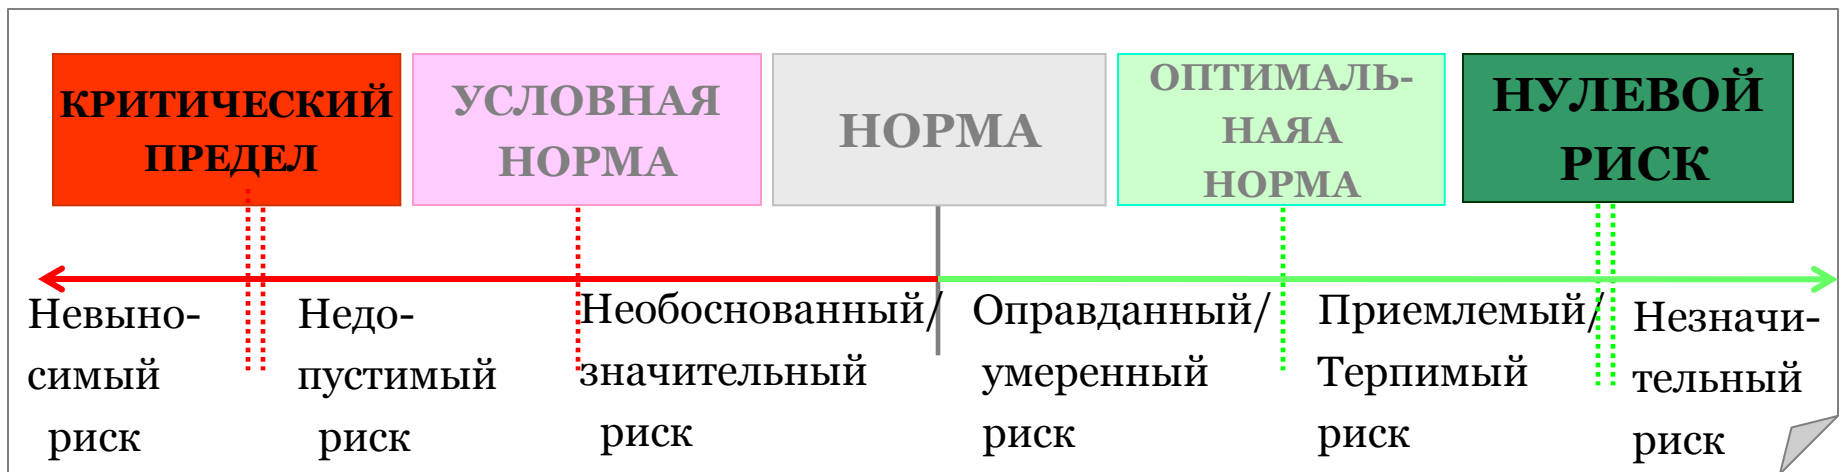 КРИТИЧЕСКИЙ
ПРЕДЕЛ
УСЛОВНАЯ
НОРМА
НОРМА
ОПТИМАЛЬ-
НАЯА
НОРМА
НУЛЕВОЙ
РИСК
Невыно-
симый
риск
Недо-
пустимый
риск
Необоснованный/
значительный
риск
Оправданный/
умеренный
риск
Приемлемый/
Терпимый
риск
Незначи-
тельный
риск